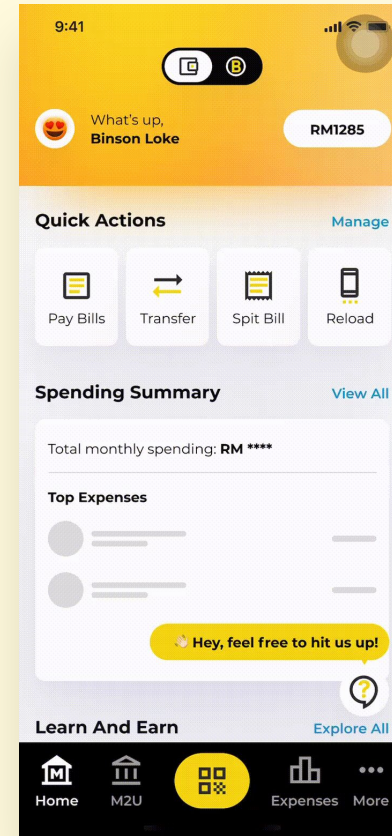 9:41
B
What's up,
Binson Loke
RM1285
Quick Actions
Manage
Pay Bills
Transfer
Spit Bill
Reload
Spending Summary
View All
Total monthly spending: RM ****
Top Expenses
👋🏻 Hey, feel free to hit us up!
?
Learn And Earn
Explore All
M
Home
M2U
Expenses
More